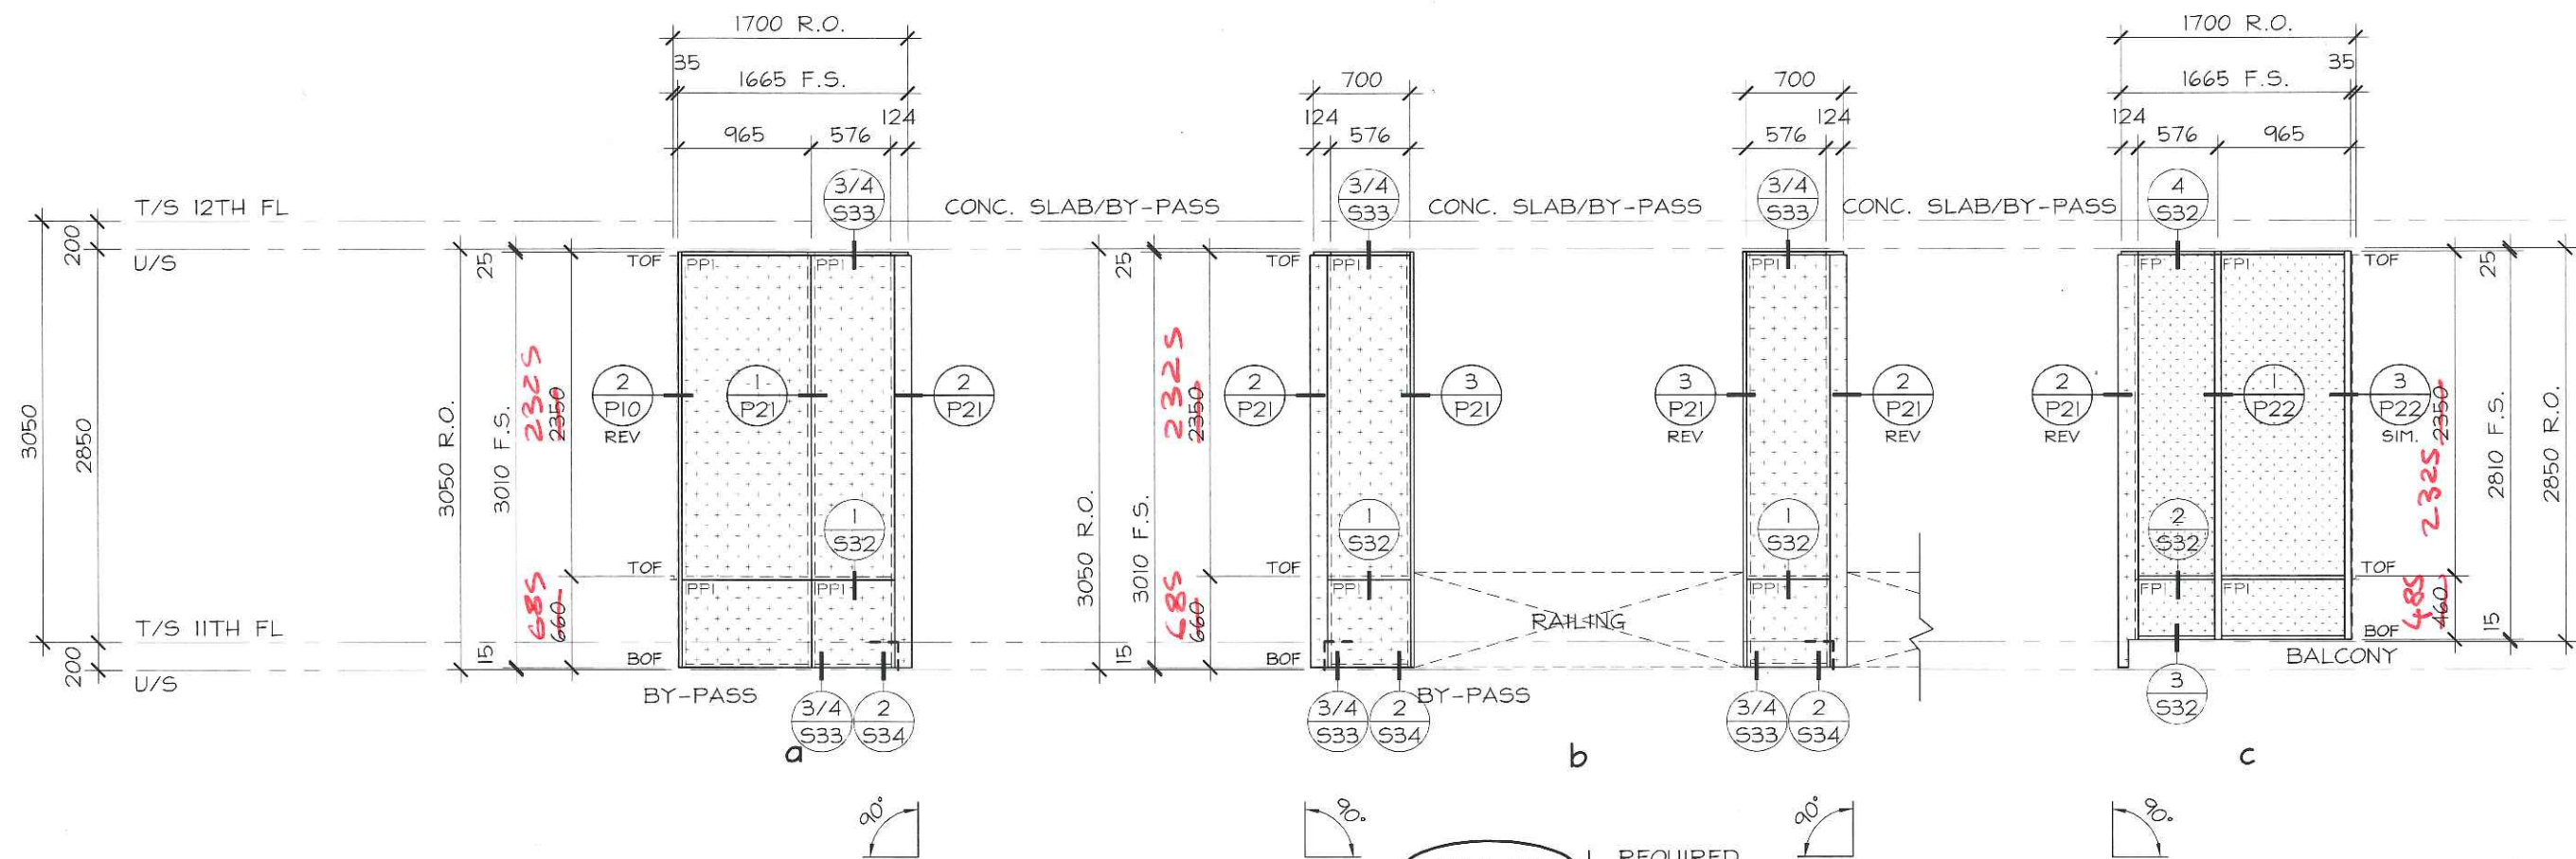 1700 R.O.
35
1665 F.S.
124
965
576
3/4
S33
T/S 12TH FL
CONC. SLAB/BY-PASS
200
U/S
3050
2850
T/S 11TH FL
200
U/S
3050 R.O.
25
3010 F.S.
15
TOF
2325
2350
TOF
685
660
BOF
PP1
PP1
PP1
PP1
2
P10
REV
1
P21
2
P21
1
S32
BY-PASS
3/4
S33
2
S34
a
90°
700
124
576
3/4
S33
CONC. SLAB/BY-PASS
3050 R.O.
25
3010 F.S.
15
TOF
2325
2350
TOF
685
660
BOF
PP1
PP1
2
P21
3
P21
1
S32
RAILING
BY-PASS
3/4
S33
2
S34
b
90°
700
124
576
3/4
S33
CONC. SLAB/BY-PASS
PP1
PP1
3
P21
REV
2
P21
REV
1
S32
3/4
S33
2
S34
90°
1 REQUIRED
1700 R.O.
35
1665 F.S.
124
576
965
4
S32
FP
FP1
FP1
FP1
2
P21
REV
1
P22
3
P22
SIM.
2
S32
3
S32
TOF
2350
2325
TOF
485
460
BOF
25
2810 F.S.
15
2850 R.O.
BALCONY
c
90°